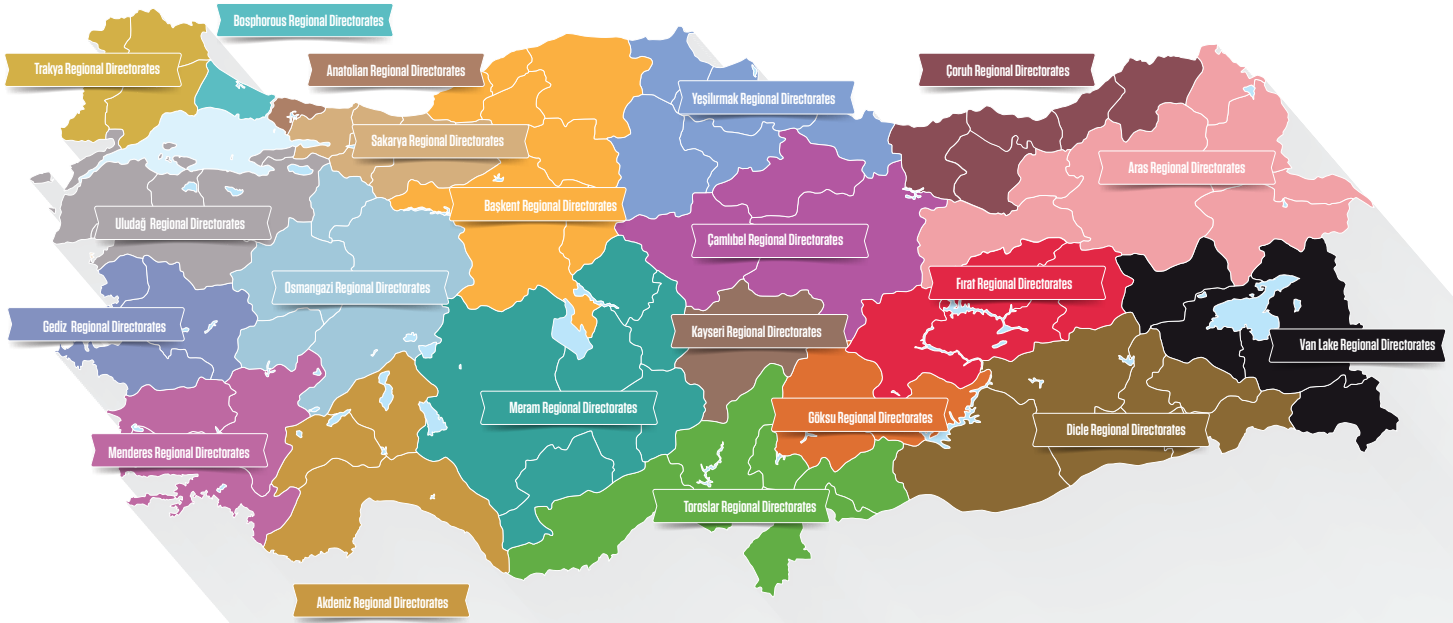 Bosphorous Regional Directorates
Trakya Regional Directorates
Anatolian Regional Directorates
Çoruh Regional Directorates
Yeşilırmak Regional Directorates
Sakarya Regional Directorates
Aras Regional Directorates
Başkent Regional Directorates
Uludağ Regional Directorates
Çamlıbel Regional Directorates
Osmangazi Regional Directorates
Fırat Regional Directorates
Gediz Regional Directorates
Kayseri Regional Directorates
Van Lake Regional Directorates
Meram Regional Directorates
Göksu Regional Directorates
Dicle Regional Directorates
Menderes Regional Directorates
Toroslar Regional Directorates
Akdeniz Regional Directorates